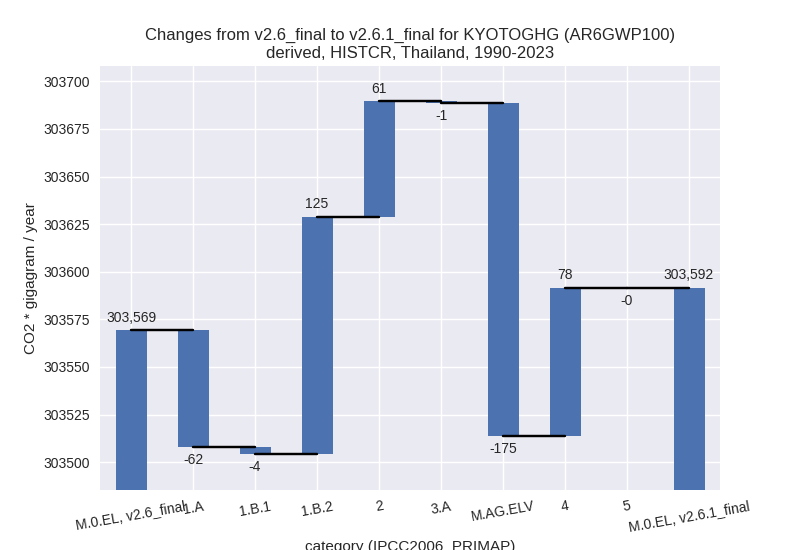 Changes from v2.6_final to v2.6.1_final for KYOTOGHG (AR6GWP100)
derived, HISTCR, Thailand, 1990-2023
CO2 * gigagram / year
303700
303675
303650
303625
303600
303575
303550
303525
303500
303,569
-62
-4
125
61
-1
-175
78
-0
303,592
M.0.EL, v2.6_final
1.A
1.B.1
1.B.2
2
3.A
M.AG.ELV
4
5
M.0.EL, v2.6.1_final
category (IPCC2006_PRIMAP)